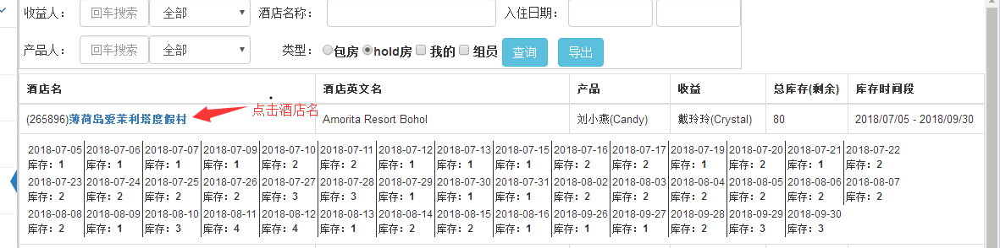 收益人： 回车搜索 全部 酒店名称： 入住日期：
产品人： 回车搜索 全部 类型： 包房 hold房 我的 组员 查询 导出
酒店名 酒店英文名 产品 收益 总库存(剩余) 库存时间段
(265896)薄荷岛爱茉利塔度假村 点击酒店名 Amorita Resort Bohol 刘小燕(Candy) 戴玲玲(Crystal) 80 2018/07/05 - 2018/09/30
2018-07-05 2018-07-06 2018-07-07 2018-07-09 2018-07-10 2018-07-11 2018-07-12 2018-07-13 2018-07-15 2018-07-16 2018-07-17 2018-07-19 2018-07-20 2018-07-21 2018-07-22
库存：1 库存：1 库存：1 库存：1 库存：2 库存：2 库存：1 库存：1 库存：1 库存：2 库存：2 库存：1 库存：2 库存：1 库存：2
2018-07-23 2018-07-24 2018-07-25 2018-07-26 2018-07-27 2018-07-28 2018-07-29 2018-07-30 2018-07-31 2018-08-02 2018-08-03 2018-08-04 2018-08-05 2018-08-06 2018-08-07
库存：2 库存：2 库存：2 库存：2 库存：3 库存：3 库存：1 库存：1 库存：1 库存：2 库存：2 库存：2 库存：2 库存：2 库存：2
2018-08-08 2018-08-09 2018-08-10 2018-08-11 2018-08-12 2018-08-13 2018-08-14 2018-08-15 2018-08-16 2018-09-26 2018-09-27 2018-09-28 2018-09-29 2018-09-30
库存：2 库存：1 库存：3 库存：4 库存：4 库存：1 库存：2 库存：2 库存：1 库存：1 库存：1 库存：2 库存：3 库存：3